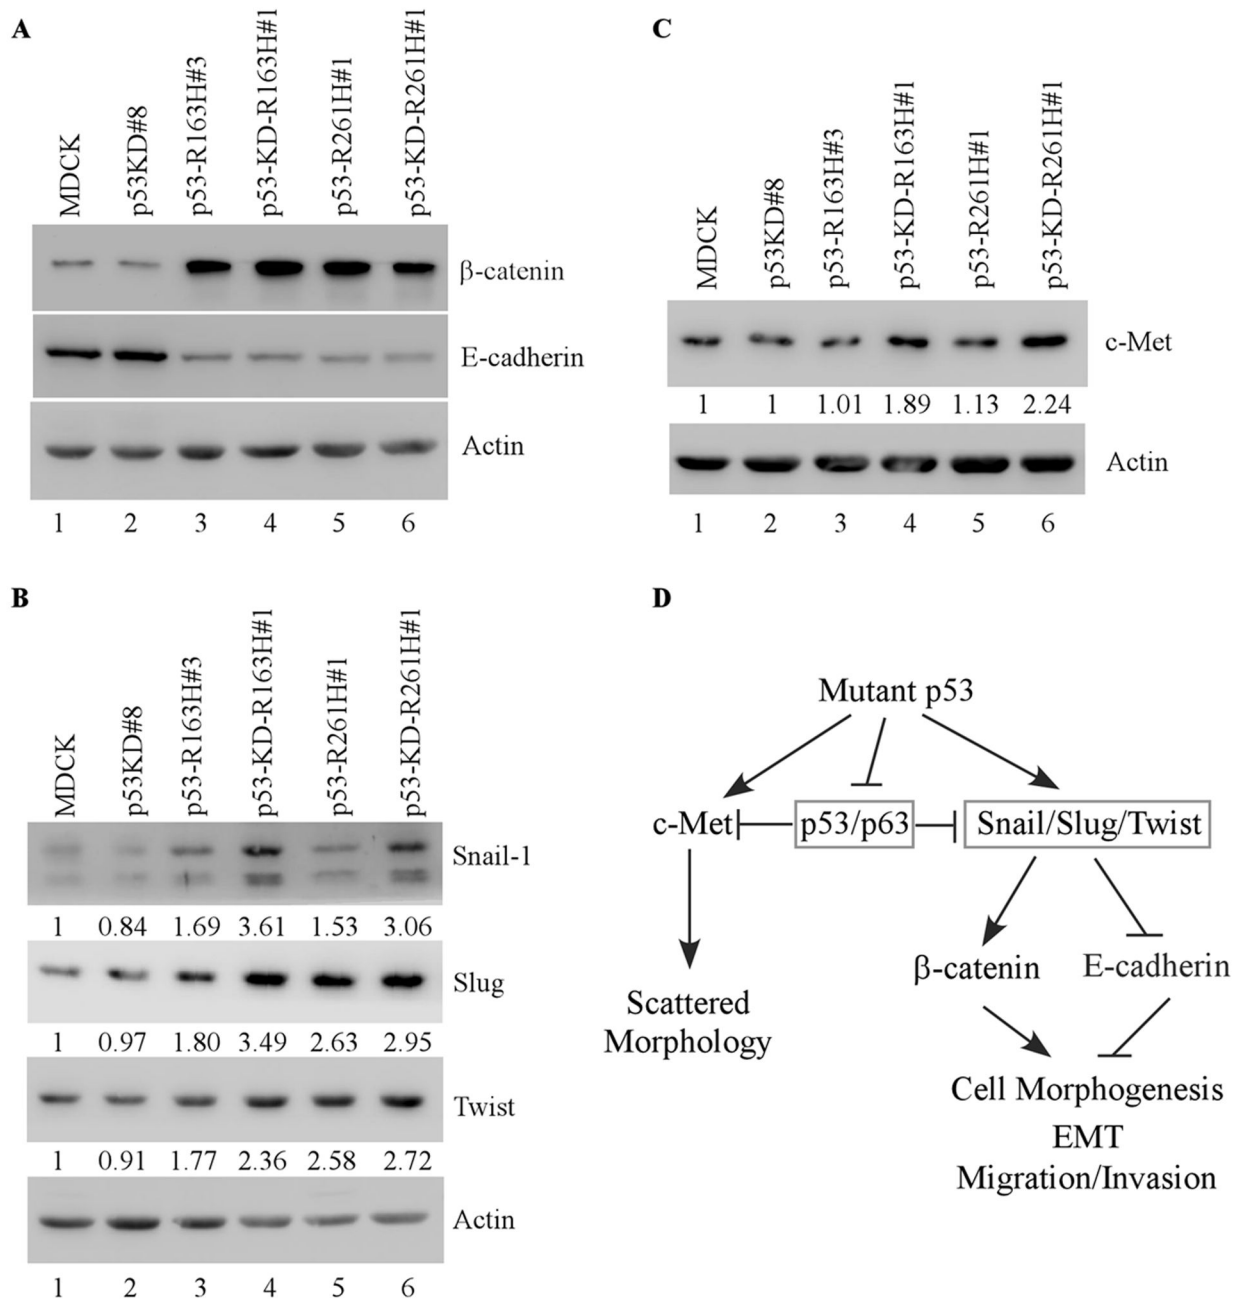 A
MDCK
p53KD#8
p53-R163H#3
p53-KD-R163H#1
p53-R261H#1
p53-KD-R261H#1
β-catenin
E-cadherin
Actin
1 2 3 4 5 6
B
MDCK
p53KD#8
p53-R163H#3
p53-KD-R163H#1
p53-R261H#1
p53-KD-R261H#1
Snail-1
1 0.84 1.69 3.61 1.53 3.06
Slug
1 0.97 1.80 3.49 2.63 2.95
Twist
1 0.91 1.77 2.36 2.58 2.72
Actin
1 2 3 4 5 6
C
MDCK
p53KD#8
p53-R163H#3
p53-KD-R163H#1
p53-R261H#1
p53-KD-R261H#1
c-Met
1 1 1.01 1.89 1.13 2.24
Actin
1 2 3 4 5 6
D
Mutant p53
c-Met p53/p63 Snail/Slug/Twist
β-catenin E-cadherin
Scattered
Morphology
Cell Morphogenesis
EMT
Migration/Invasion